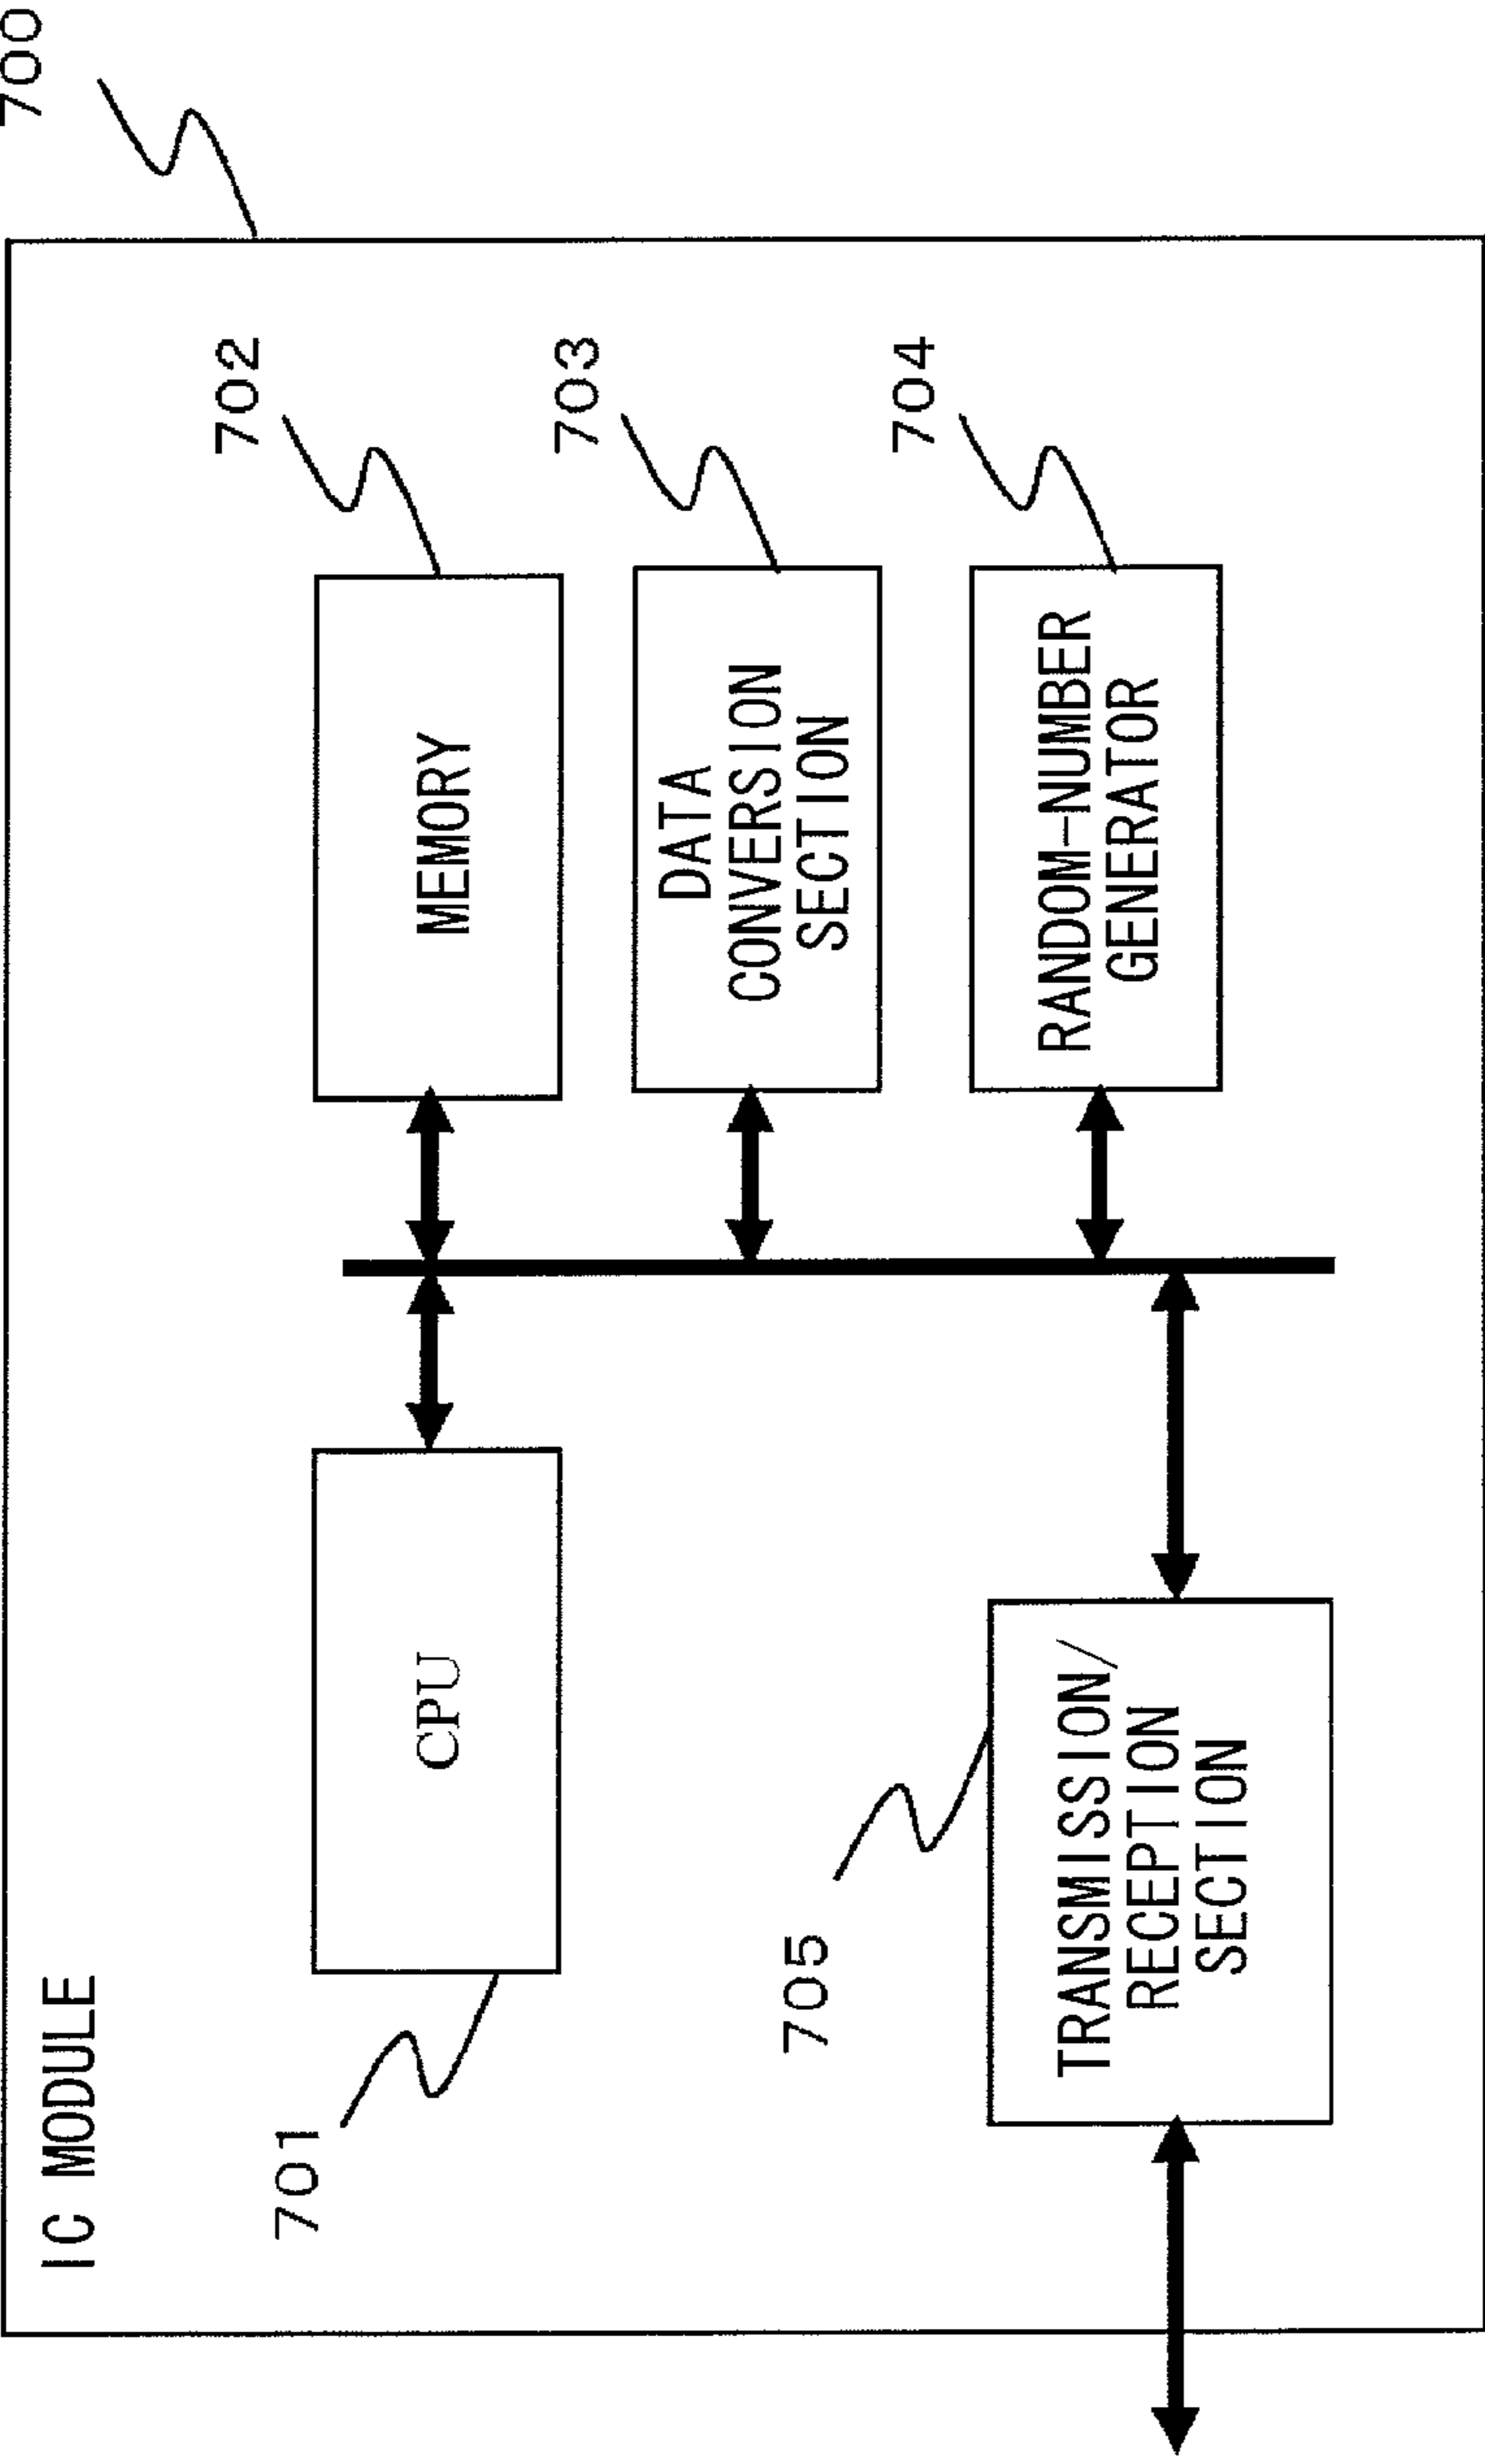 700
IC MODULE
701
CPU
702
MEMORY
703
DATA
CONVERSION
SECTION
704
RANDOM-NUMBER
GENERATOR
705
TRANSMISSION/
RECEPTION
SECTION